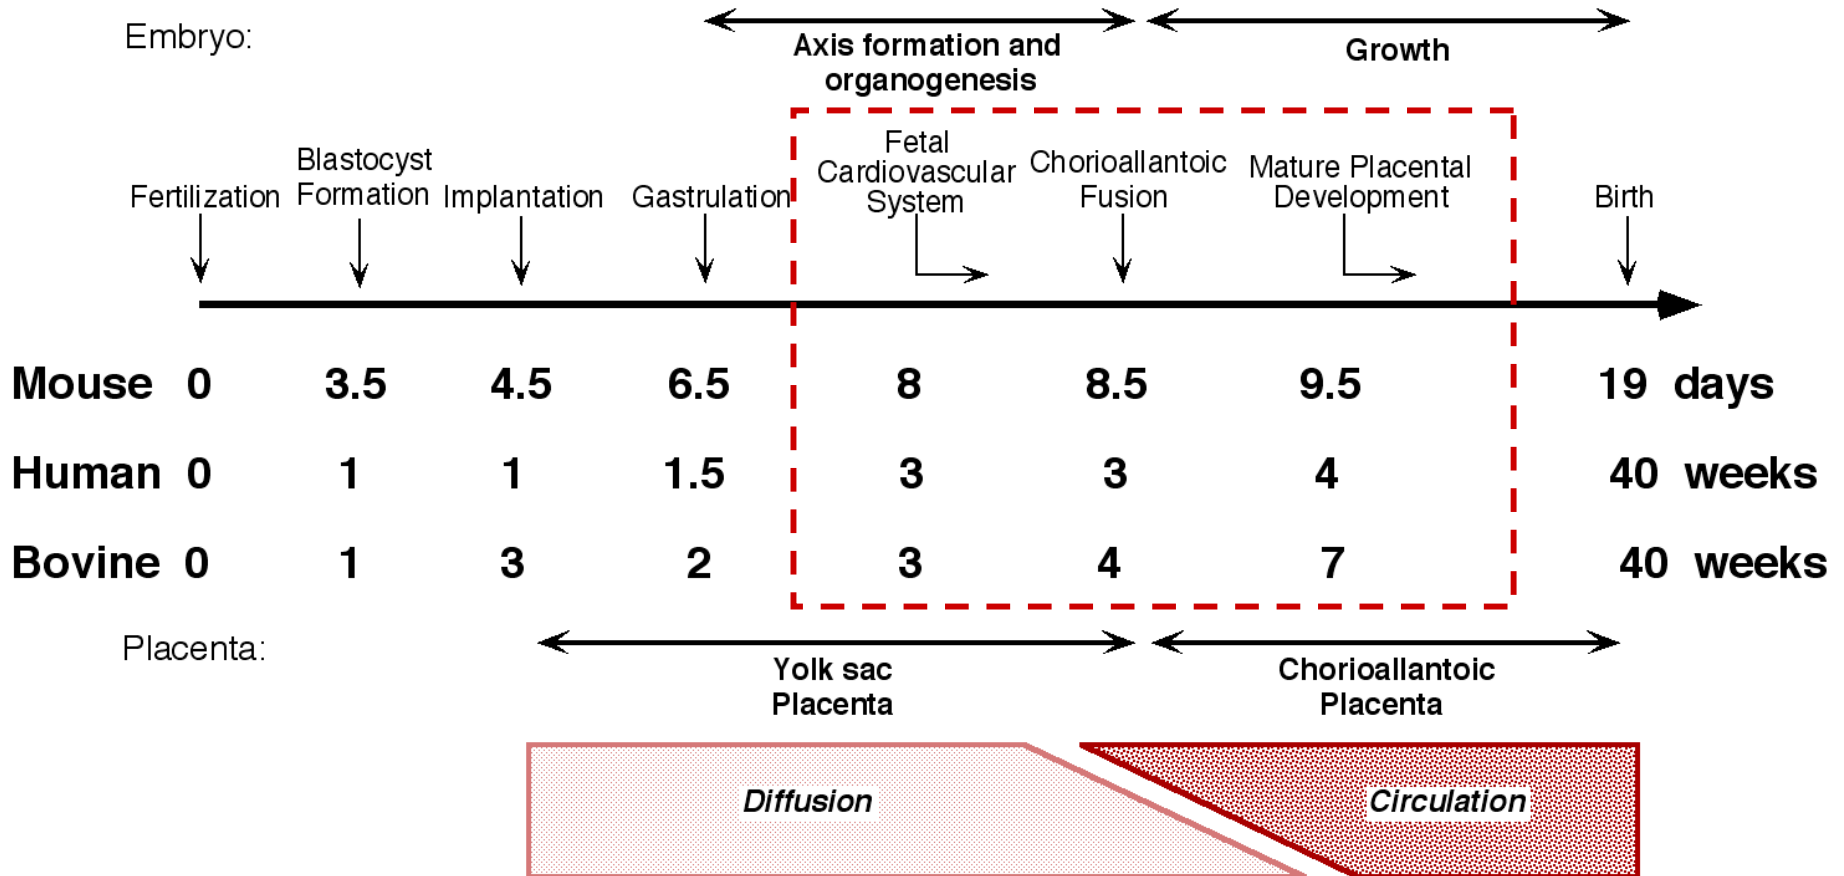 Embryo:
Axis formation and
organogenesis
Growth
Fertilization
Blastocyst
Formation
Implantation
Gastrulation
Fetal
Cardiovascular
System
Chorioallantoic
Fusion
Mature Placental
Development
Birth
Mouse 0 3.5 4.5 6.5 8 8.5 9.5 19 days
Human 0 1 1 1.5 3 3 4 40 weeks
Bovine 0 1 3 2 3 4 7 40 weeks
Placenta:
Yolk sac
Placenta
Chorioallantoic
Placenta
Diffusion
Circulation